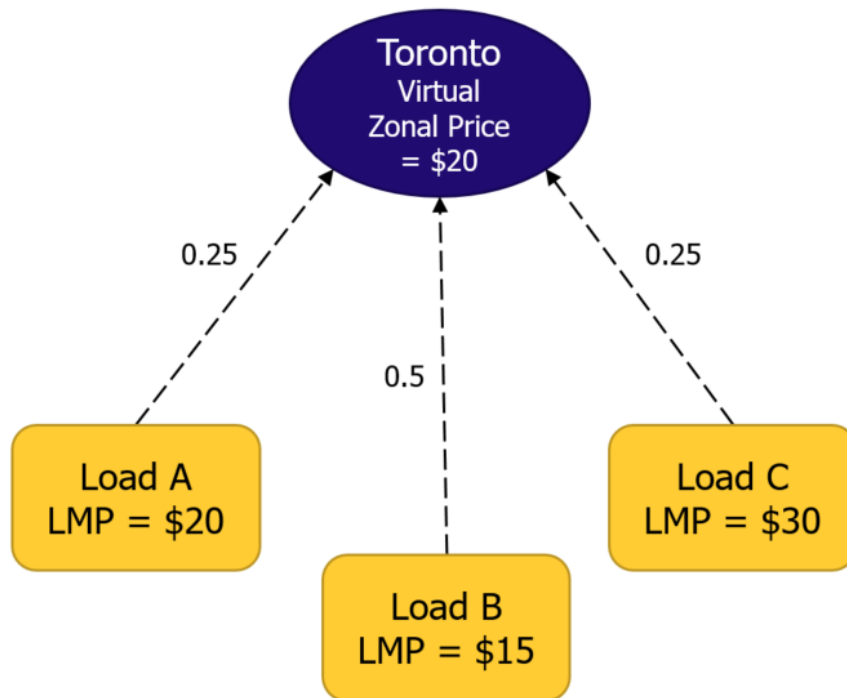 Toronto
Virtual
Zonal Price
= $20
0.25
0.25
0.5
Load A
LMP = $20
Load C
LMP = $30
Load B
LMP = $15